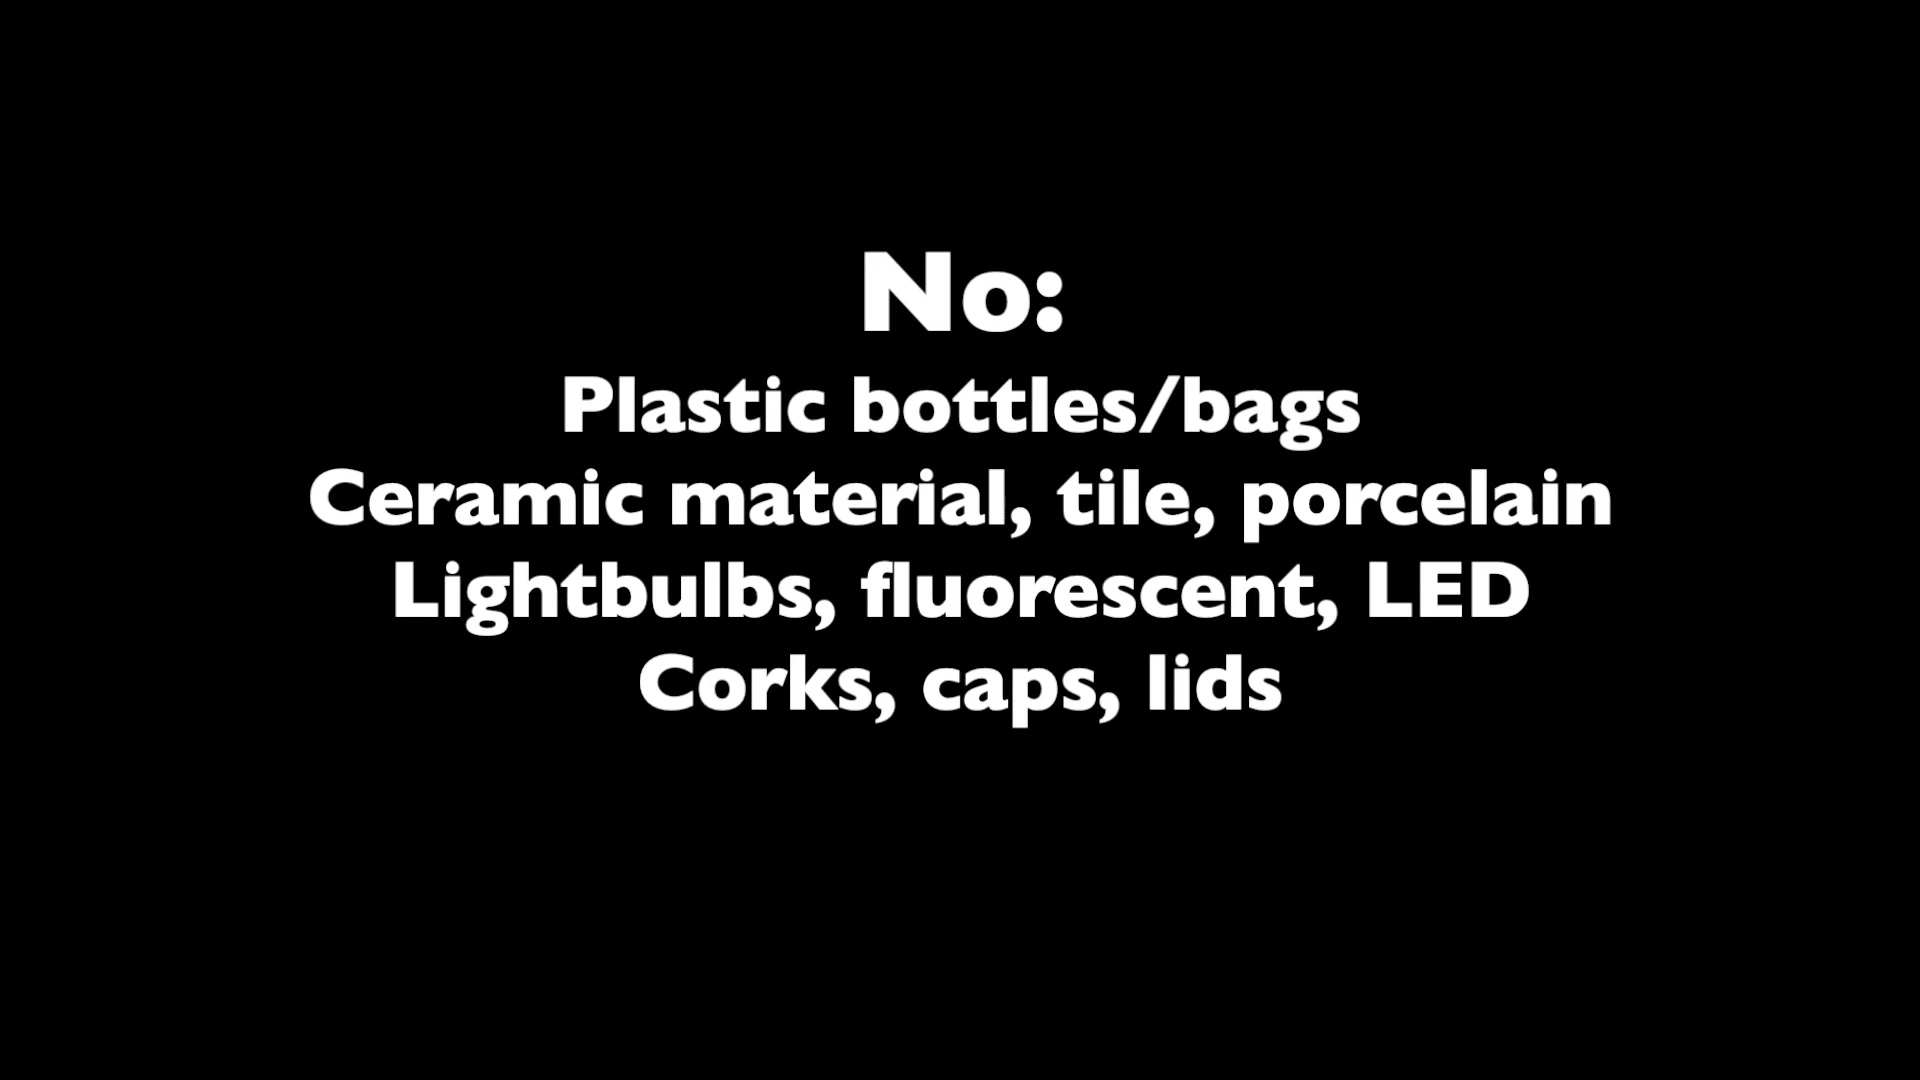 No:
Plastic bottles/bags
Ceramic material, tile, porcelain
Lightbulbs, fluorescent, LED
Corks, caps, lids